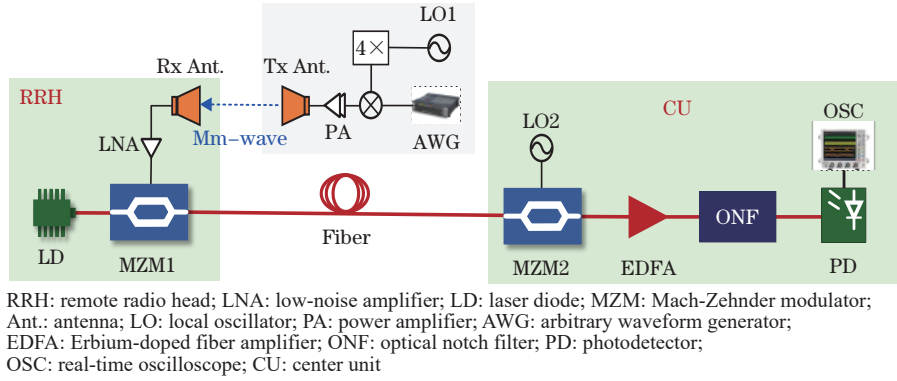 LO1
4×
Rx Ant.
Tx Ant.
RRH
CU
OSC
LO2
Mm-wave
PA
AWG
LNA
ONF
Fiber
LD
MZM1
MZM2
EDFA
PD
RRH: remote radio head; LNA: low-noise amplifier; LD: laser diode; MZM: Mach-Zehnder modulator;
Ant.: antenna; LO: local oscillator; PA: power amplifier; AWG: arbitrary waveform generator;
EDFA: Erbium-doped fiber amplifier; ONF: optical notch filter; PD: photodetector;
OSC: real-time oscilloscope; CU: center unit